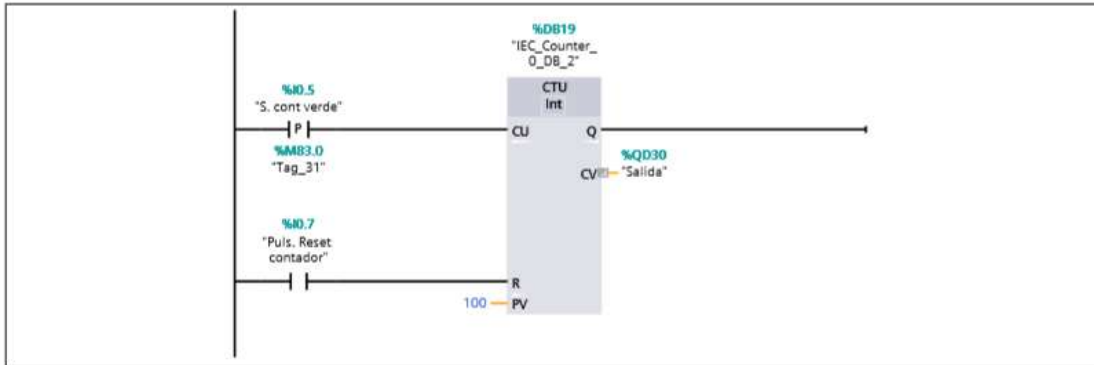 %DB19
"IEC_Counter_
0_DB_2"
CTU
Int
%I0.5
"S. cont verde"
P
CU
Q
%M83.0
"Tag_31"
%QD30
CV
"Salida"
%I0.7
"Puls. Reset
contador"
R
100
PV